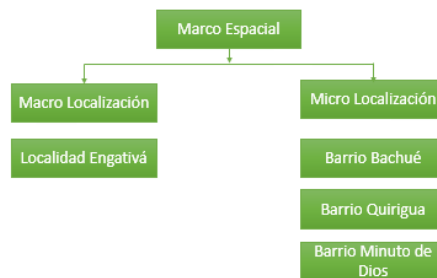 Marco Espacial
Macro Localización
Micro Localización
Localidad Engativá
Barrio Bachué
Barrio Quirigua
Barrio Minuto de
Dios